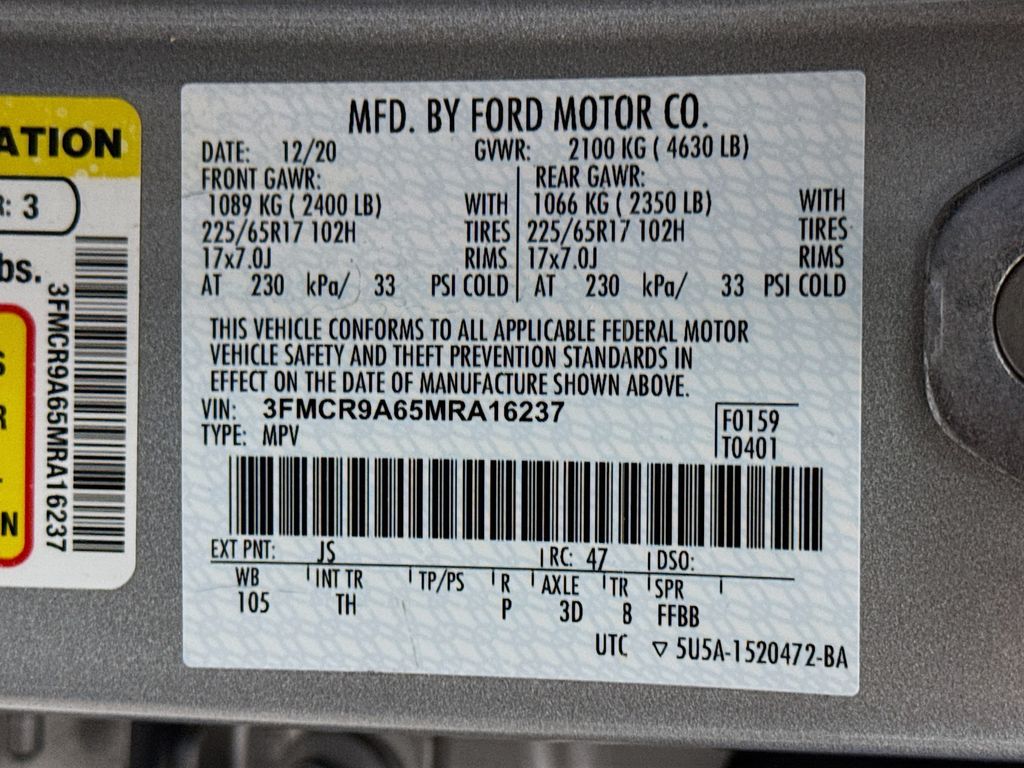 MFD. BY FORD MOTOR CO.
DATE: 12/20 GVWR: 2100 KG ( 4630 LB)
FRONT GAWR: REAR GAWR:
1089 KG ( 2400 LB) WITH 1066 KG ( 2350 LB) WITH
225/65R17 102H TIRES 225/65R17 102H TIRES
17x7.0J RIMS 17x7.0J RIMS
AT 230 kPa/ 33 PSI COLD AT 230 kPa/ 33 PSI COLD
THIS VEHICLE CONFORMS TO ALL APPLICABLE FEDERAL MOTOR
VEHICLE SAFETY AND THEFT PREVENTION STANDARDS IN
EFFECT ON THE DATE OF MANUFACTURE SHOWN ABOVE.
VIN: 3FMCR9A65MRA16237
F0159
TYPE: MPV
T0401
EXT PNT: JS RC: 47 DSO:
WB INT TR TP/PS R AXLE TR SPR
105 TH P 3D 8 FFBB
UTC ▽ 5U5A-1520472-BA
ATION
R: 3
bs.
3FMCR9A65MRA16237
S
R
N